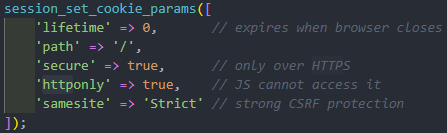 session_set_cookie_params([
    'lifetime' => 0,       // expires when browser closes
    'path' => '/',
    'secure' => true,      // only over HTTPS
    'httponly' => true,    // JS cannot access it
    'samesite' => 'Strict' // strong CSRF protection
]);